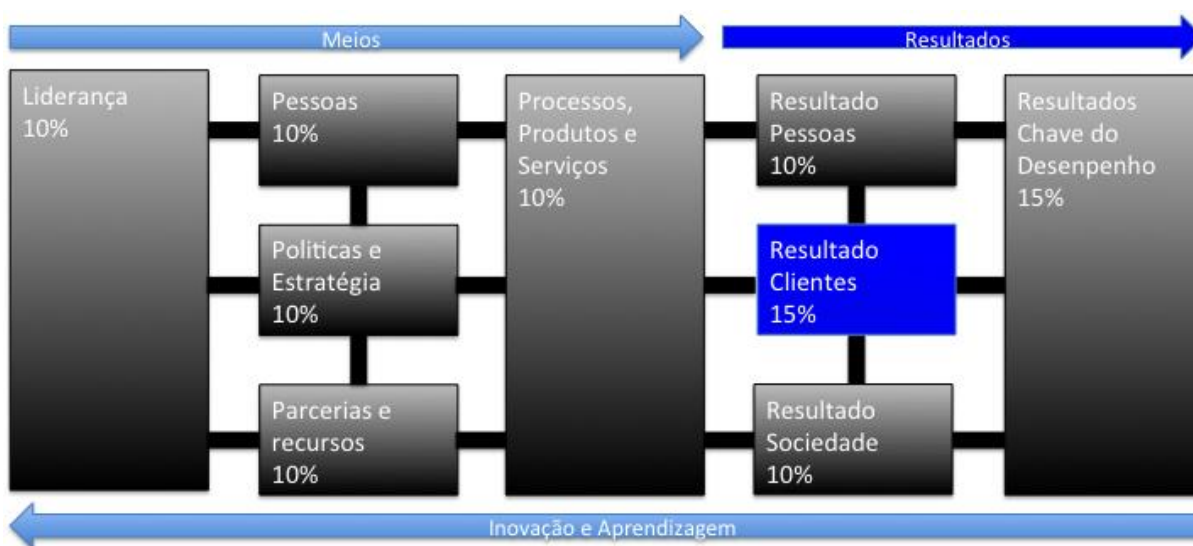 Meios
Resultados
Liderança
10%
Pessoas
10%
Politicas e
Estratégia
10%
Parcerias e
recursos
10%
Processos,
Produtos e
Serviços
10%
Resultado
Pessoas
10%
Resultado
Clientes
15%
Resultado
Sociedade
10%
Resultados
Chave do
Desenpenho
15%
Inovação e Aprendizagem